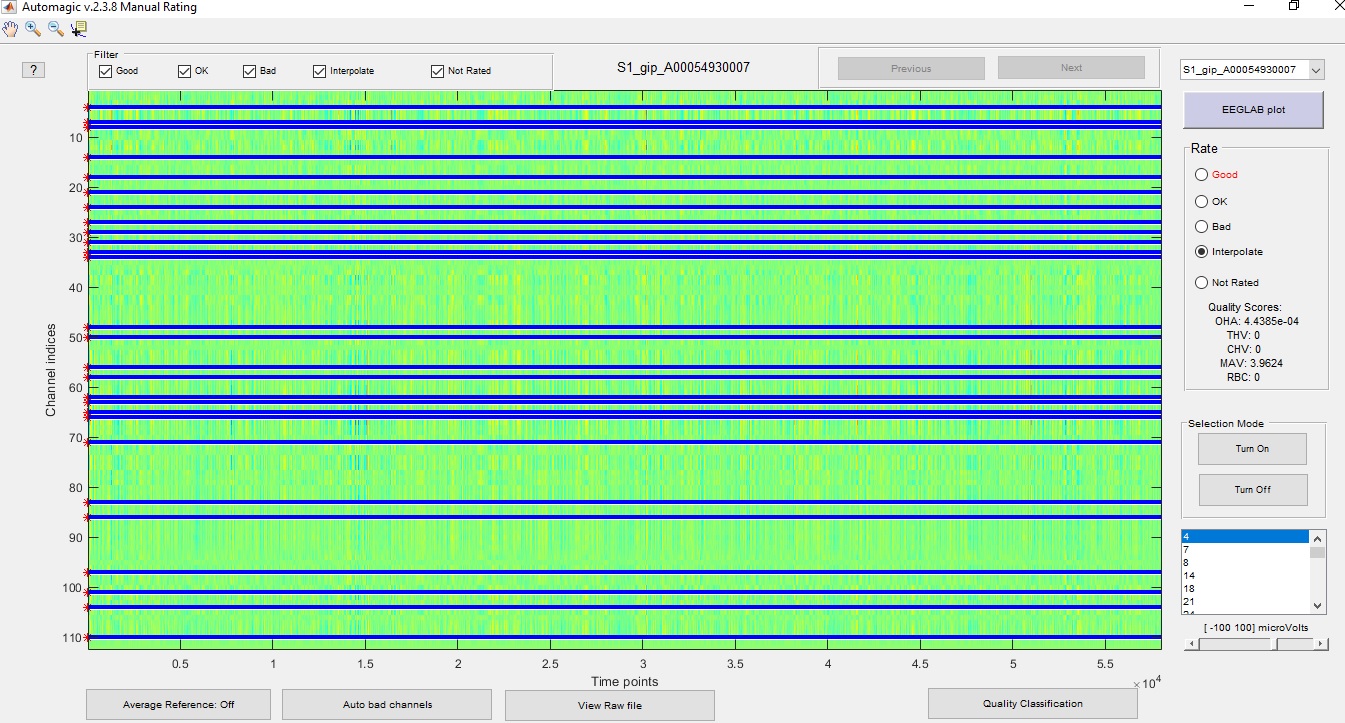 Automagic v.2.3.8 Manual Rating
?
Filter
Good OK Bad Interpolate Not Rated
S1_gip_A00054930007
Previous Next
S1_gip_A00054930007
EEGLAB plot
Rate
Good
OK
Bad
Interpolate
Not Rated
Quality Scores:
OHA: 4.4385e-04
THV: 0
CHV: 0
MAV: 3.9624
RBC: 0
Selection Mode
Turn On
Turn Off
4
7
8
14
18
21
[ -100 100] microVolts
Channel indices
10
20
30
40
50
60
70
80
90
100
110
0.5 1 1.5 2 2.5 3 3.5 4 4.5 5 5.5
×10^4
Time points
Average Reference: Off Auto bad channels View Raw file Quality Classification